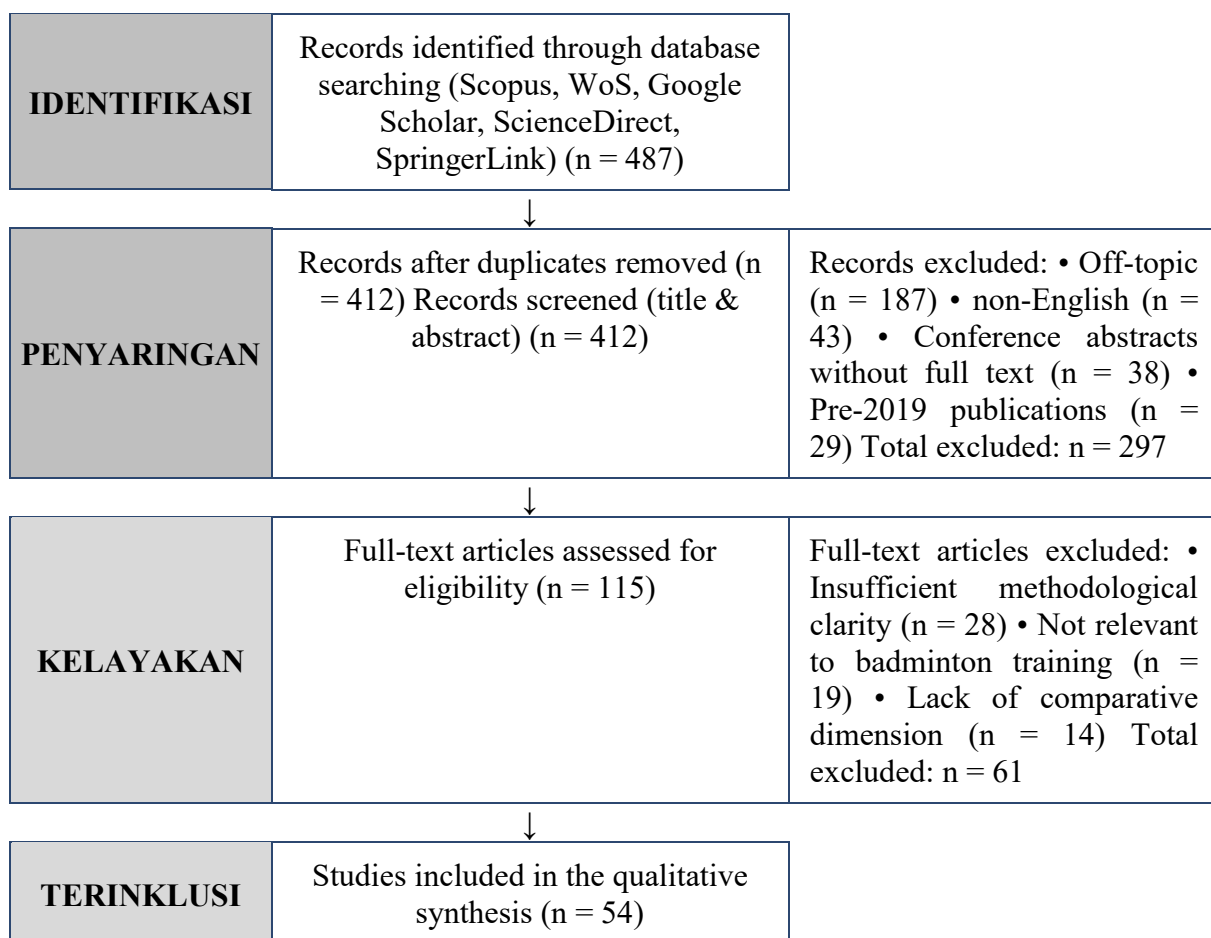 IDENTIFIKASI
Records identified through database
searching (Scopus, WoS, Google
Scholar, ScienceDirect,
SpringerLink) (n = 487)
↓
PENYARINGAN
Records after duplicates removed (n
= 412) Records screened (title &
abstract) (n = 412)
Records excluded: • Off-topic
(n = 187) • non-English (n =
43) • Conference abstracts
without full text (n = 38) •
Pre-2019 publications (n =
29) Total excluded: n = 297
↓
KELAYAKAN
Full-text articles assessed for
eligibility (n = 115)
Full-text articles excluded: •
Insufficient methodological
clarity (n = 28) • Not relevant
to badminton training (n =
19) • Lack of comparative
dimension (n = 14) Total
excluded: n = 61
↓
TERINKLUSI
Studies included in the qualitative
synthesis (n = 54)